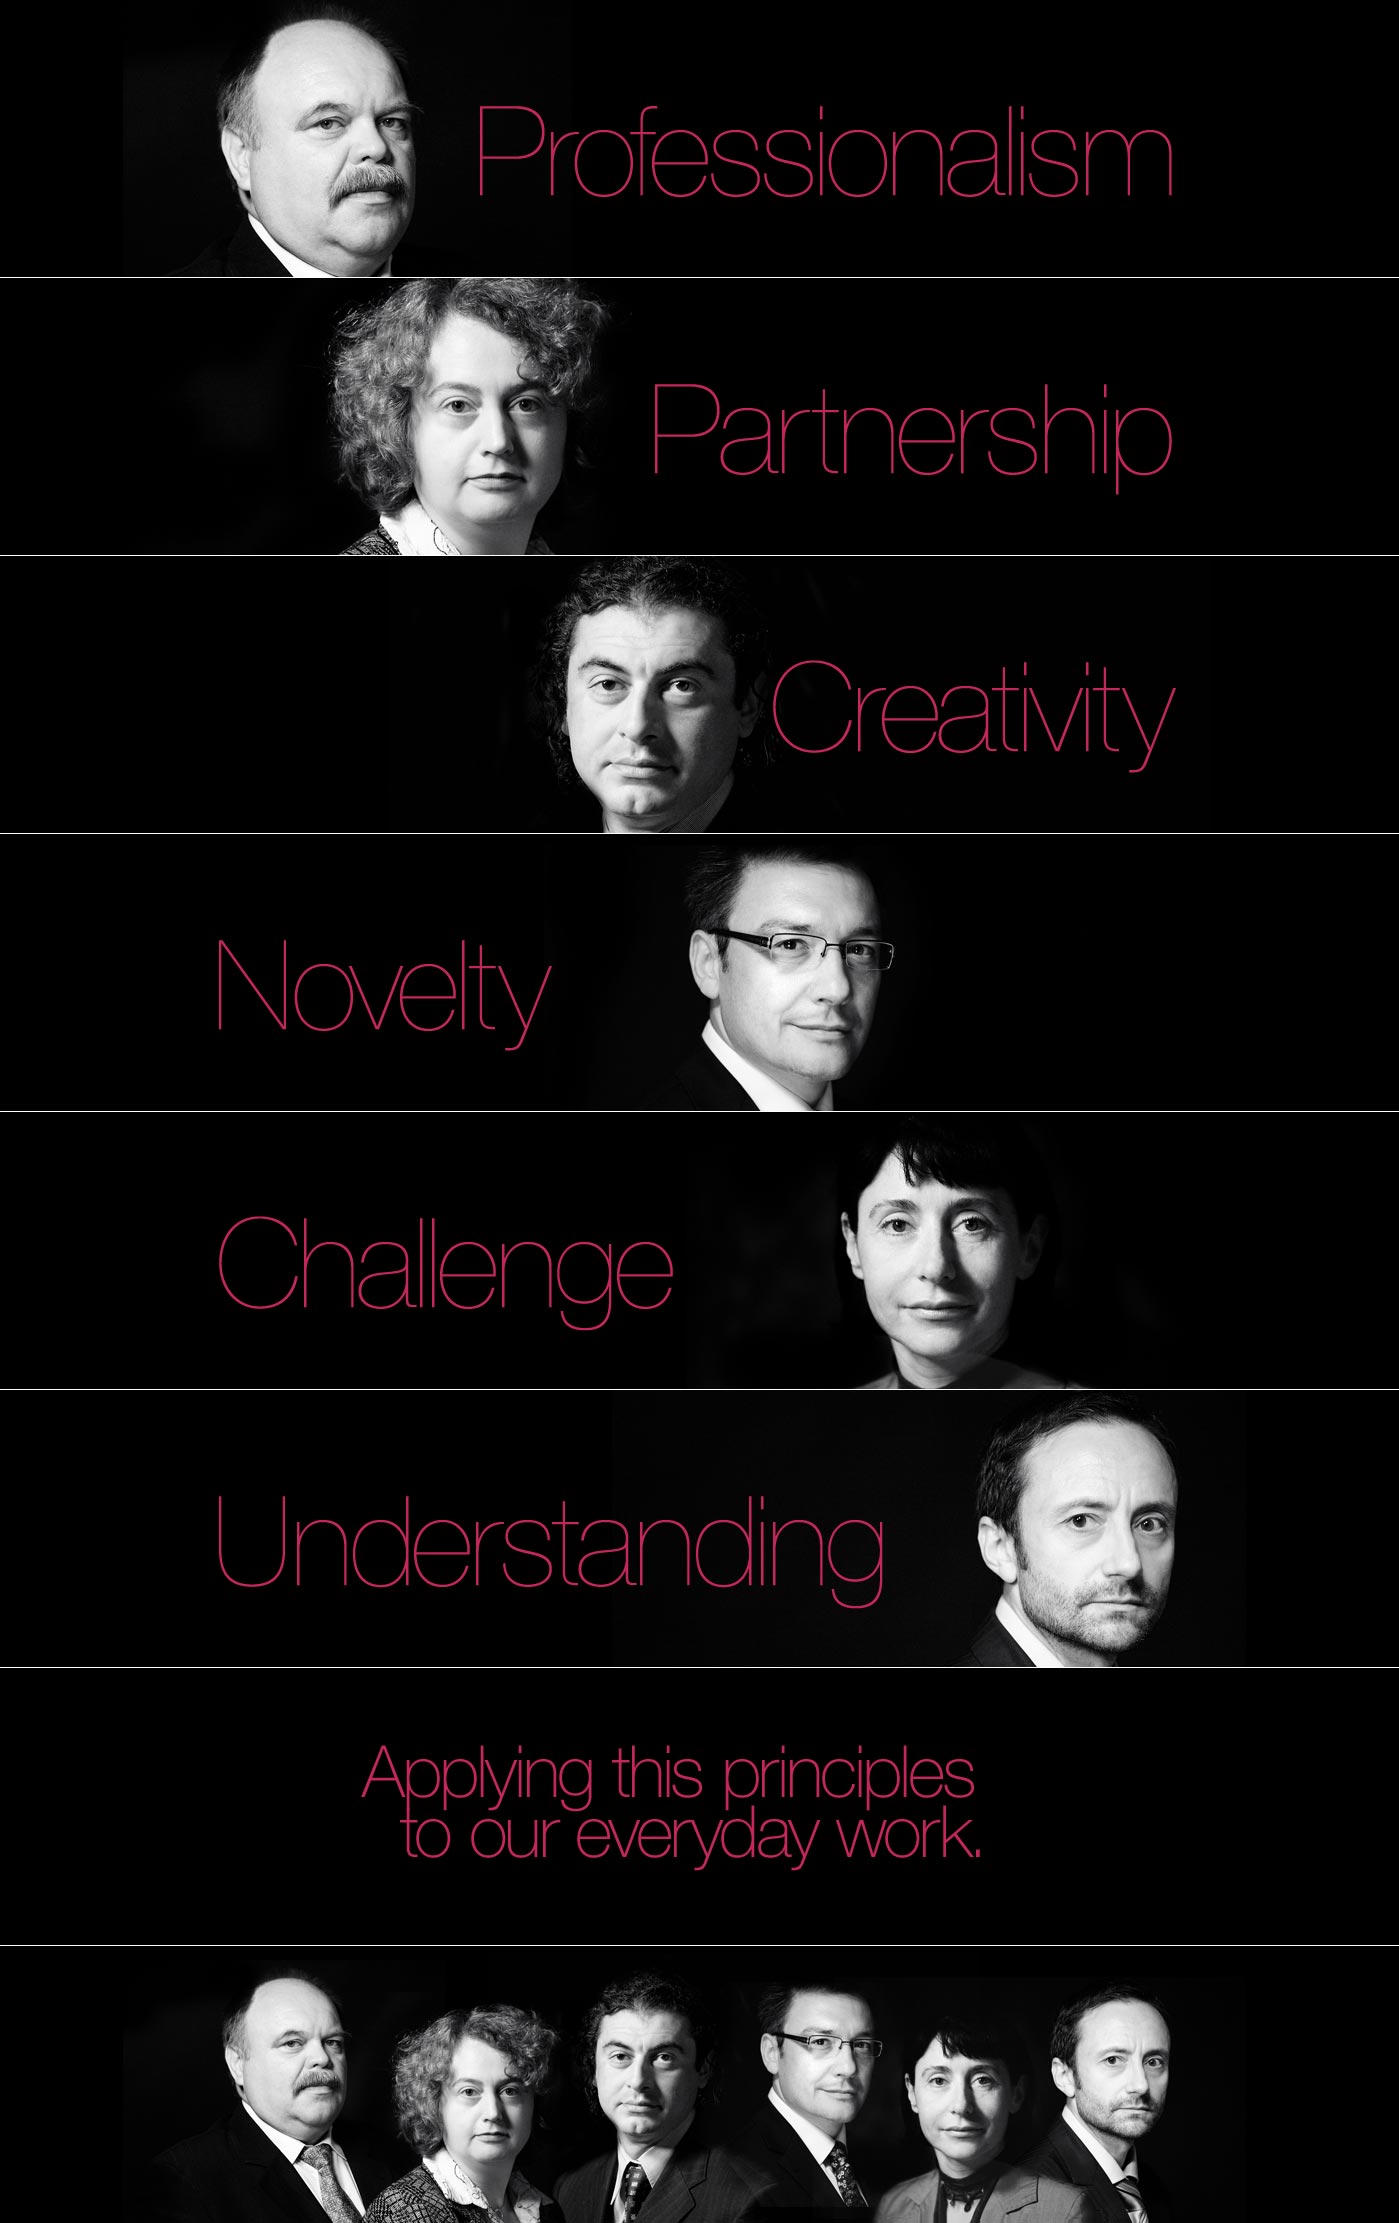 Professionalism
Partnership
Creativity
Novelty
Challenge
Understanding
Applying this principles
to our everyday work.